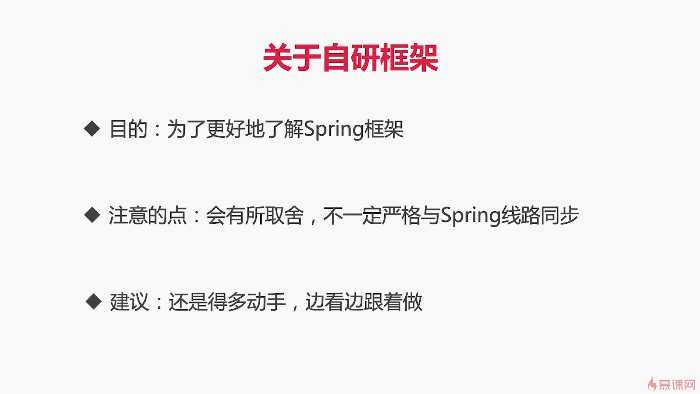 关于自研框架
◆ 目的：为了更好地了解Spring框架
◆ 注意的点：会有所取舍，不一定严格与Spring线路同步
◆ 建议：还是得多动手，边看边跟着做
慕课网